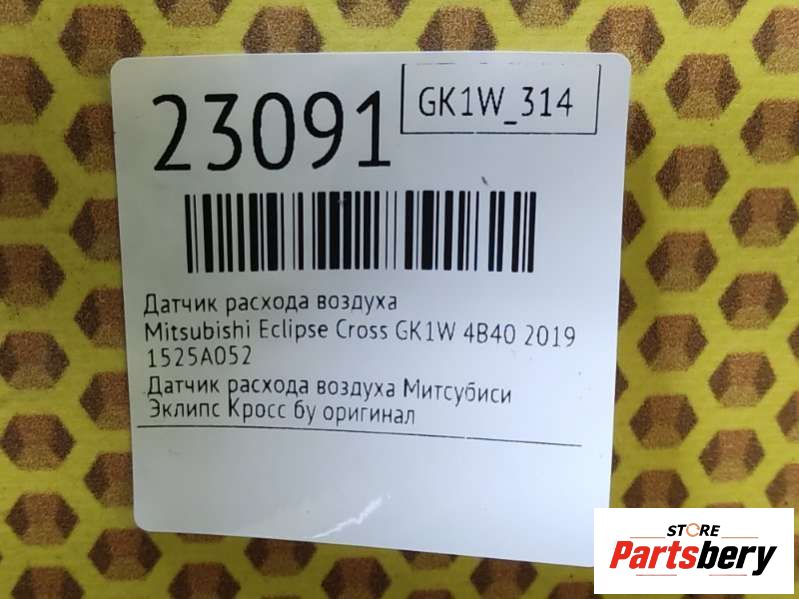 23091
GK1W_314
Датчик расхода воздуха
Mitsubishi Eclipse Cross GK1W 4B40 2019
1525A052
Датчик расхода воздуха Митсубиси
Эклипс Кросс бу оригинал
STORE
Partsbery